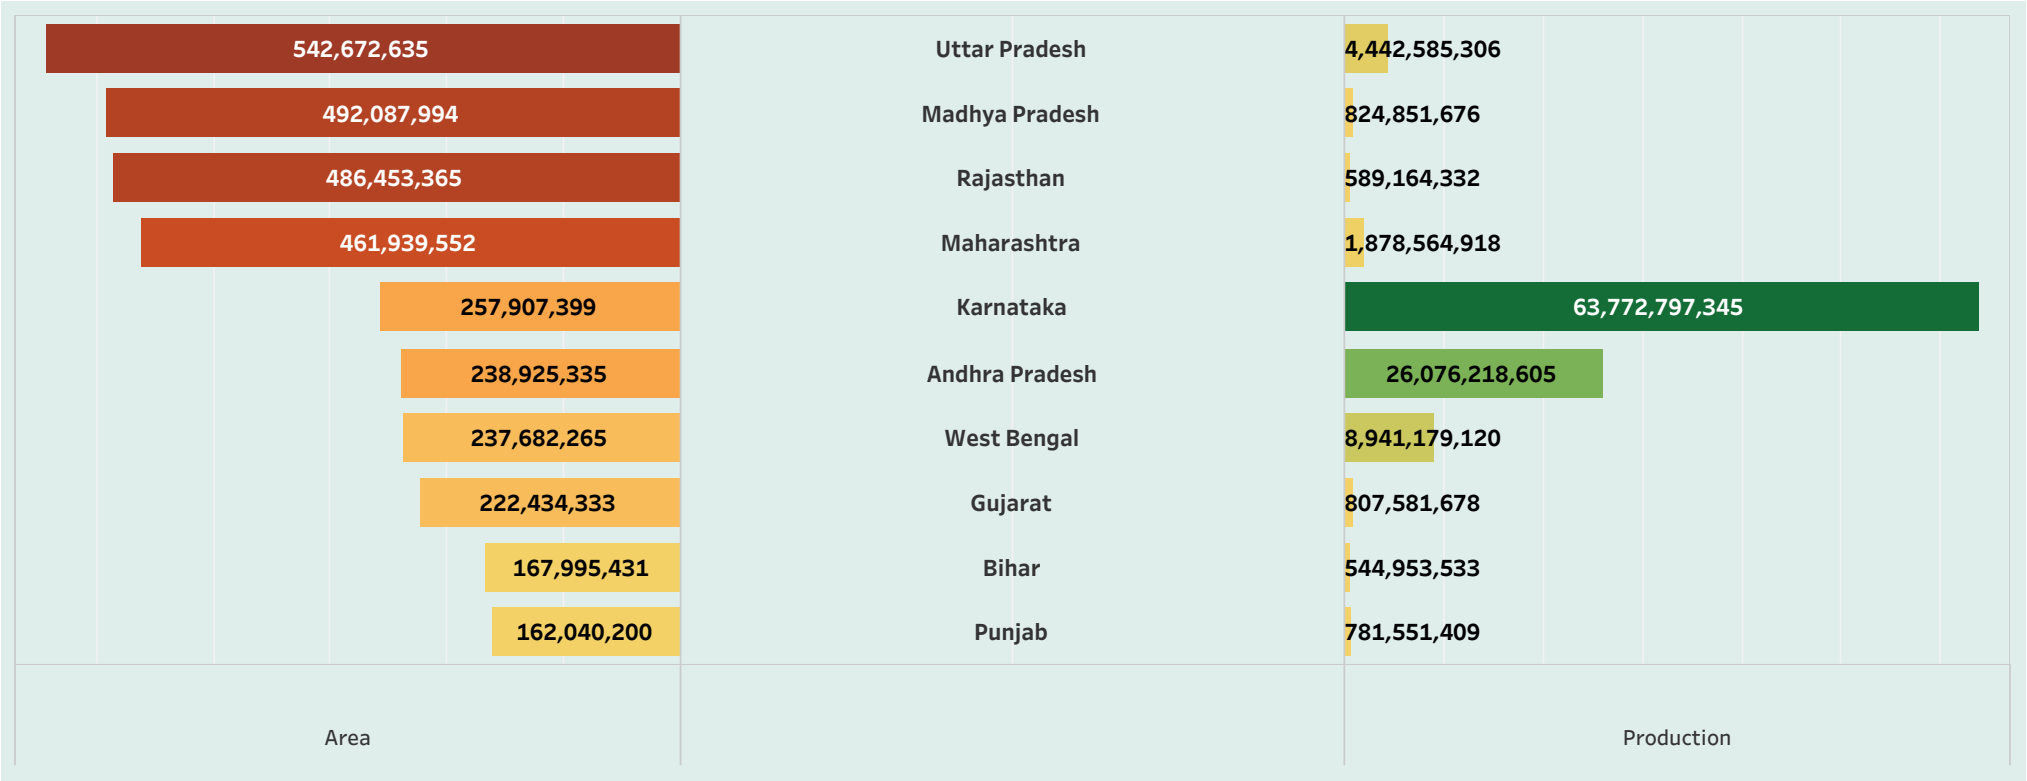 542,672,635 Uttar Pradesh 4,442,585,306
492,087,994 Madhya Pradesh 824,851,676
486,453,365 Rajasthan 589,164,332
461,939,552 Maharashtra 1,878,564,918
257,907,399 Karnataka 63,772,797,345
238,925,335 Andhra Pradesh 26,076,218,605
237,682,265 West Bengal 8,941,179,120
222,434,333 Gujarat 807,581,678
167,995,431 Bihar 544,953,533
162,040,200 Punjab 781,551,409
Area Production